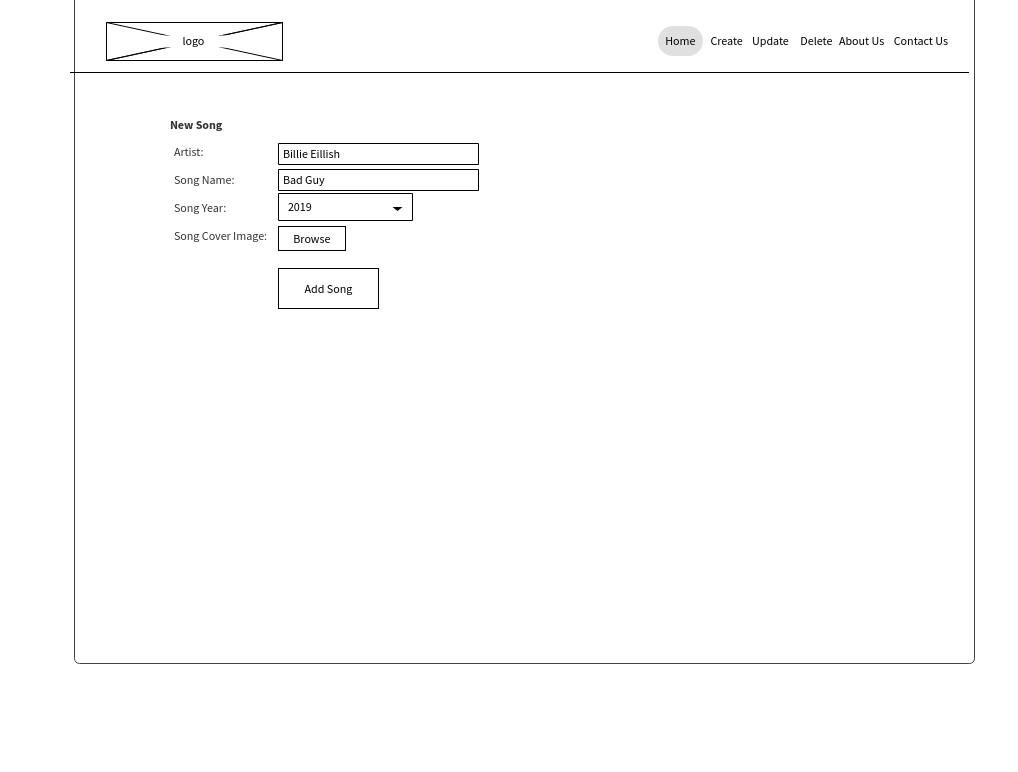 logo
Home Create Update Delete About Us Contact Us
New Song
Artist: Billie Eillish
Song Name: Bad Guy
Song Year: 2019
Song Cover Image: Browse
Add Song